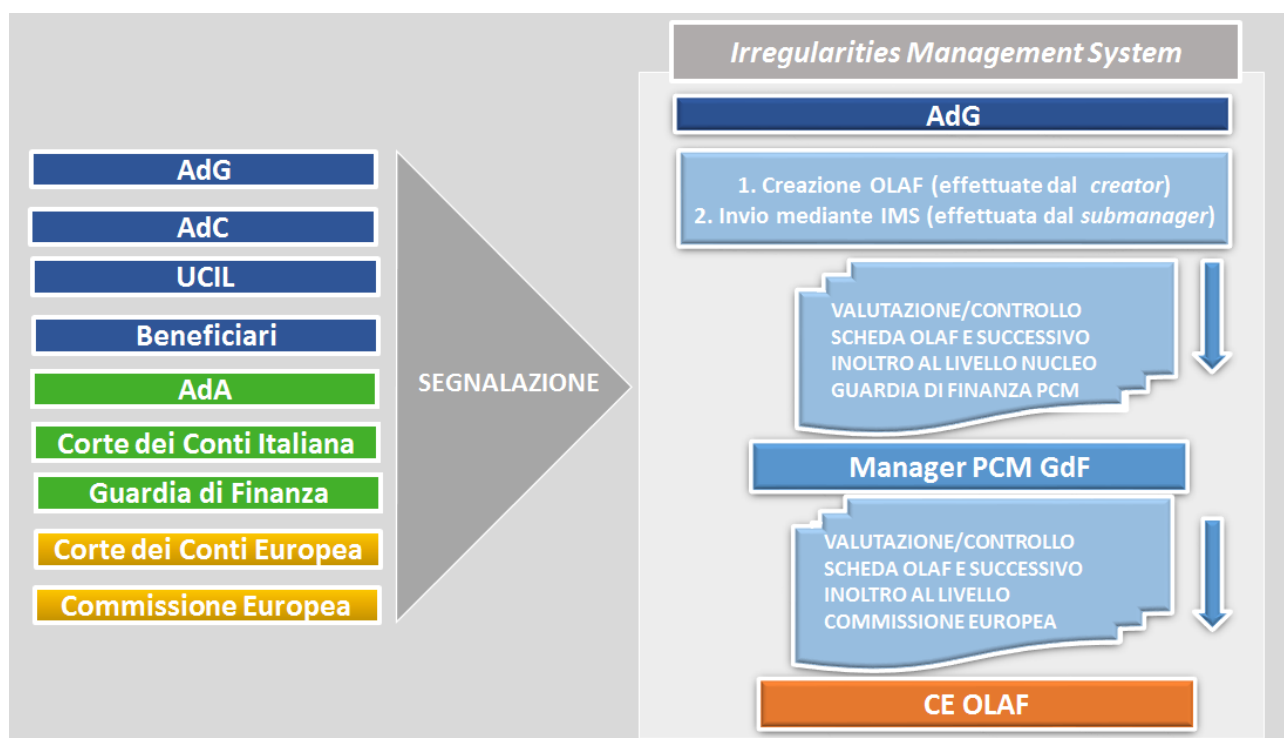 AdG
AdC
UCIL
Beneficiari
AdA
Corte dei Conti Italiana
Guardia di Finanza
Corte dei Conti Europea
Commissione Europea
SEGNALAZIONE
Irregularities Management System
AdG
1. Creazione OLAF (effettuate dal creator)
2. Invio mediante IMS (effettuata dal submanager)
VALUTAZIONE/CONTROLLO
SCHEDA OLAF E SUCCESSIVO
INOLTRO AL LIVELLO NUCLEO
GUARDIA DI FINANZA PCM
Manager PCM GdF
VALUTAZIONE/CONTROLLO
SCHEDA OLAF E SUCCESSIVO
INOLTRO AL LIVELLO
COMMISSIONE EUROPEA
CE OLAF